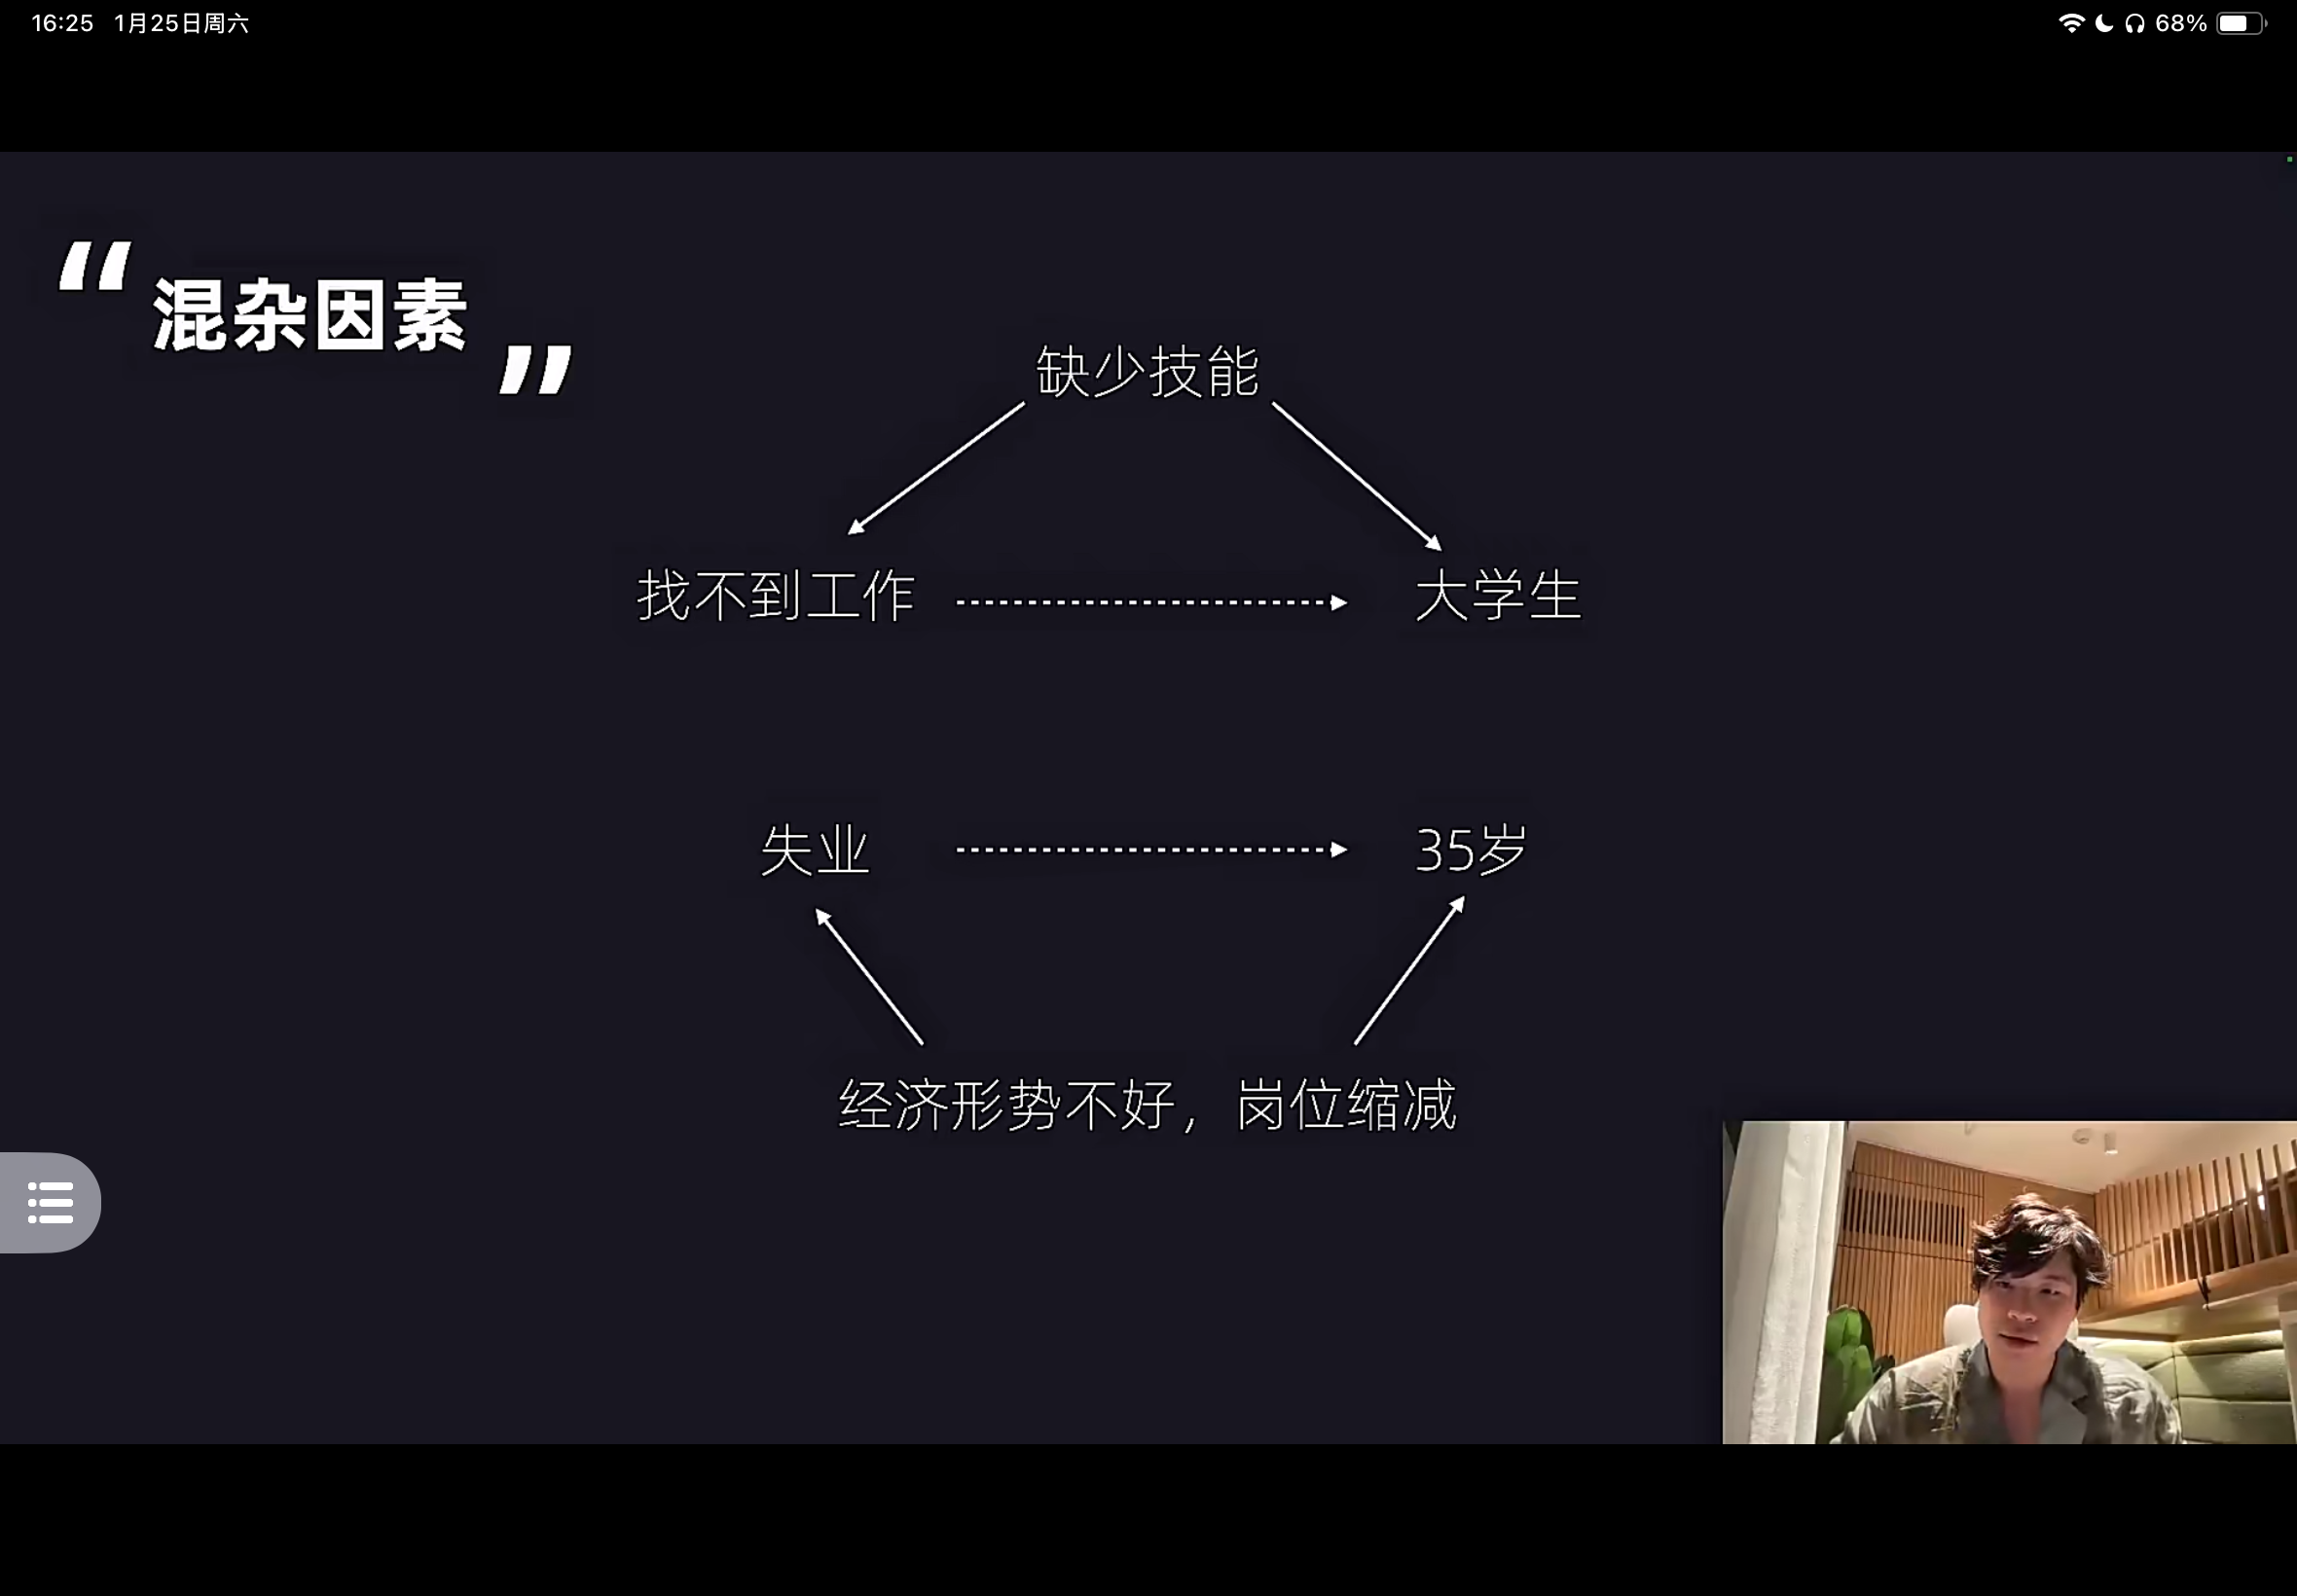 16:25 1月25日周六 68%
“混杂因素”
缺少技能
找不到工作 大学生
失业 35岁
经济形势不好，岗位缩减